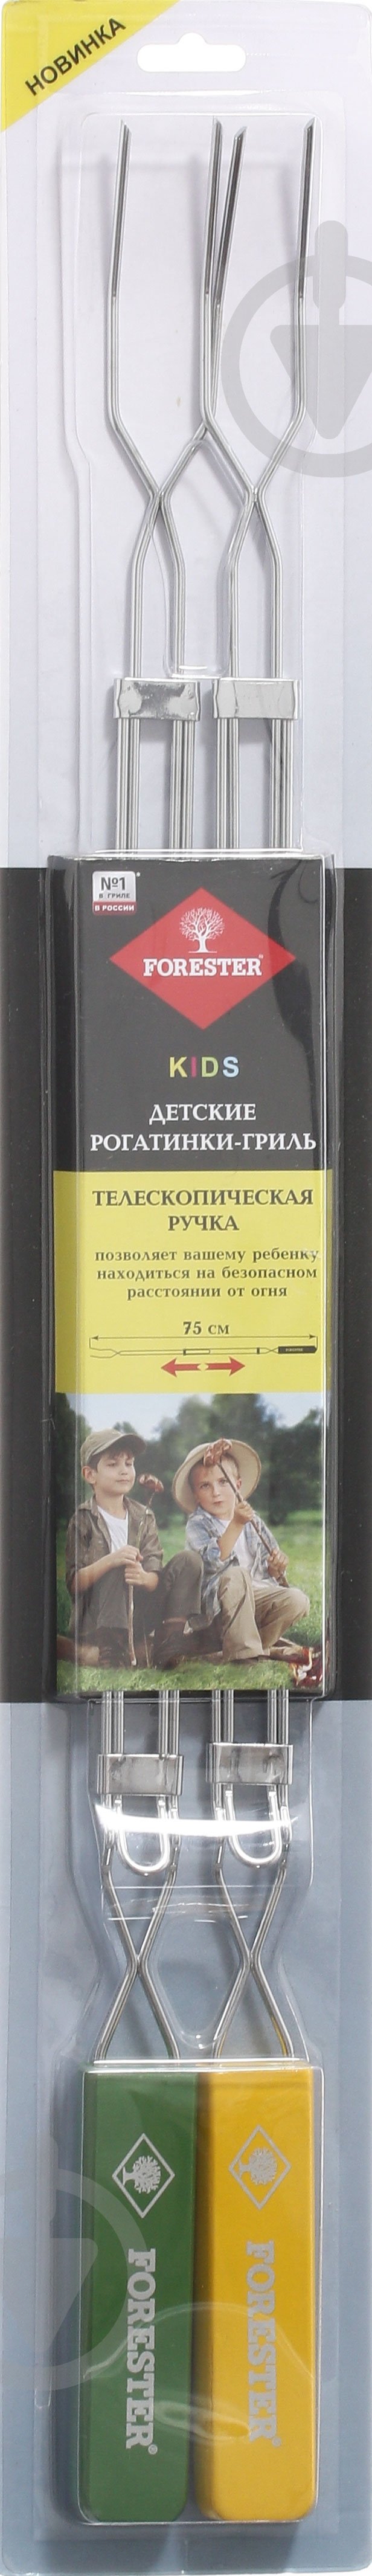 НОВИНКА
№1
В ГРИЛЕ
В РОССИИ
FORESTER
KIDS
ДЕТСКИЕ
РОГАТИНКИ-ГРИЛЬ
ТЕЛЕСКОПИЧЕСКАЯ
РУЧКА
позволяет вашему ребенку
находиться на безопасном
расстоянии от огня
75 см
FORESTER
FORESTER